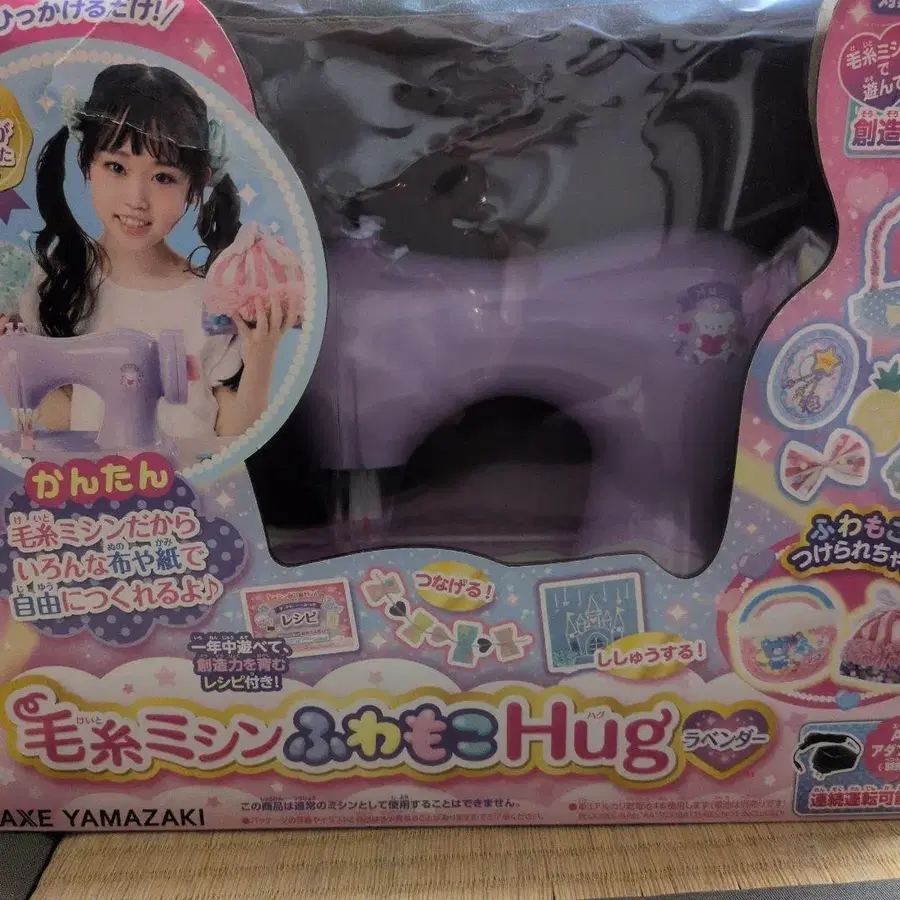 ひっかけるだけ!
かんたん
毛糸ミシンだから
いろんな布や紙で
自由につくれるよ♪
レシピ
一年中遊べて、
創造力を育む
レシピ付き!
つなげる!
ししゅうする!
毛糸ミシン
で
遊んで
創造
ふわもこ
つけられちゃ
毛糸ミシンふわもこHug
ハグ
ラベンダー
この商品は通常のミシンとして使用することはできません。
連続運転可能
AXE YAMAZAKI